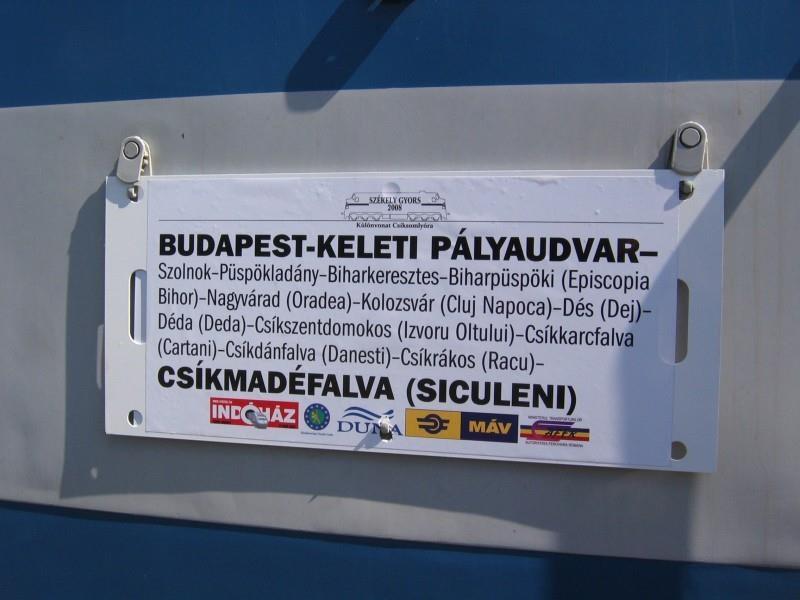 SZÉKELY GYORS
2008
Különvonat Csíksomlyóra
BUDAPEST-KELETI PÁLYAUDVAR–
Szolnok–Püspökladány–Biharkeresztes–Biharpüspöki (Episcopia
Bihor)–Nagyvárad (Oradea)–Kolozsvár (Cluj Napoca)–Dés (Dej)–
Déda (Deda)–Csíkszentdomokos (Izvoru Oltului)–Csíkkarcfalva
(Cartani)–Csíkdánfalva (Danesti)–Csíkrákos (Racu)–
CSÍKMADÉFALVA (SICULENI)
INDÓHÁZ DUNA MÁV AFER